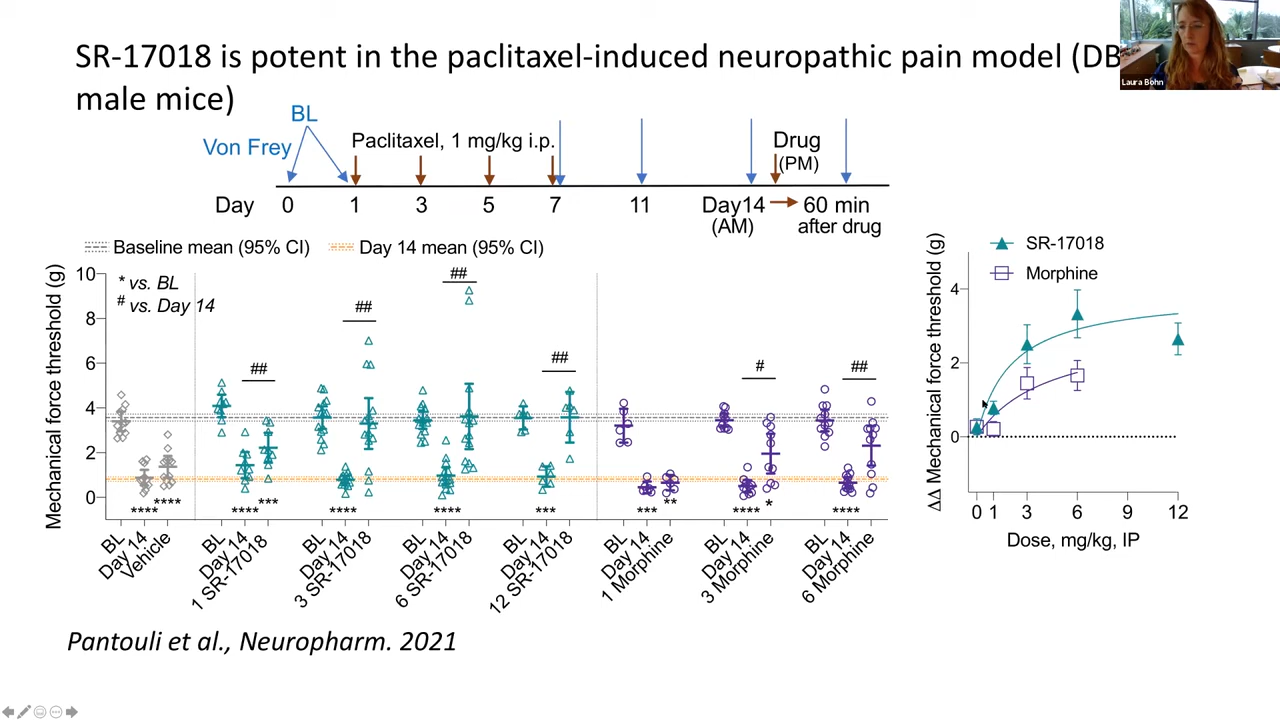 SR-17018 is potent in the paclitaxel-induced neuropathic pain model (DB
male mice)
Laura Bohn
BL
Von Frey
Paclitaxel, 1 mg/kg i.p.
Drug
(PM)
Day 0 1 3 5 7 11 Day14 60 min
(AM) after drug
Baseline mean (95% CI) Day 14 mean (95% CI)
* vs. BL
# vs. Day 14
Mechanical force threshold (g)
10
8
6
4
2
0
## ## ## ## # ##
**** **** **** *** **** **** *** *** ** **** * ****
BL Day 14 Vehicle
BL Day 14 1 SR-17018
BL Day 14 3 SR-17018
BL Day 14 6 SR-17018
BL Day 14 12 SR-17018
BL Day 14 1 Morphine
BL Day 14 3 Morphine
BL Day 14 6 Morphine
SR-17018
Morphine
ΔΔ Mechanical force threshold (g)
4
2
0
0 1 3 6 9 12
Dose, mg/kg, IP
Pantouli et al., Neuropharm. 2021